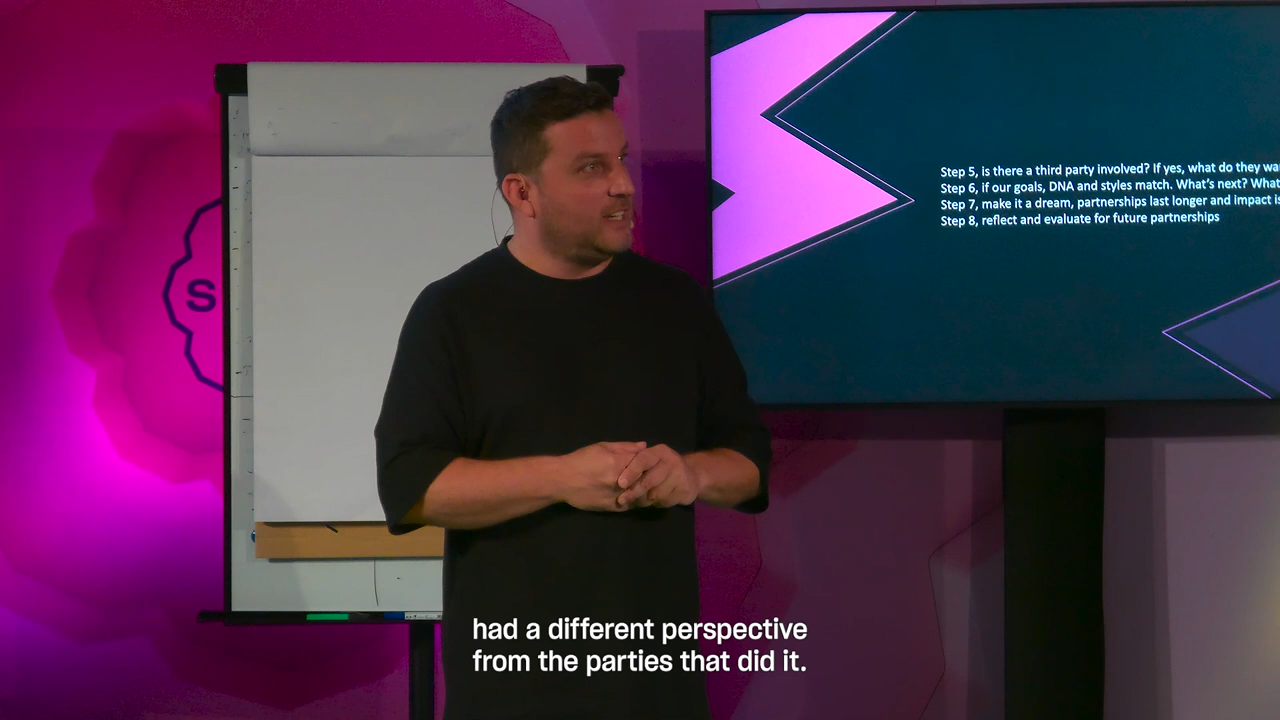 S
Step 5, is there a third party involved? If yes, what do they
Step 6, if our goals, DNA and styles match. What's next?
Step 7, make it a dream, partnerships last longer and impact
Step 8, reflect and evaluate for future partnerships
had a different perspective
from the parties that did it.